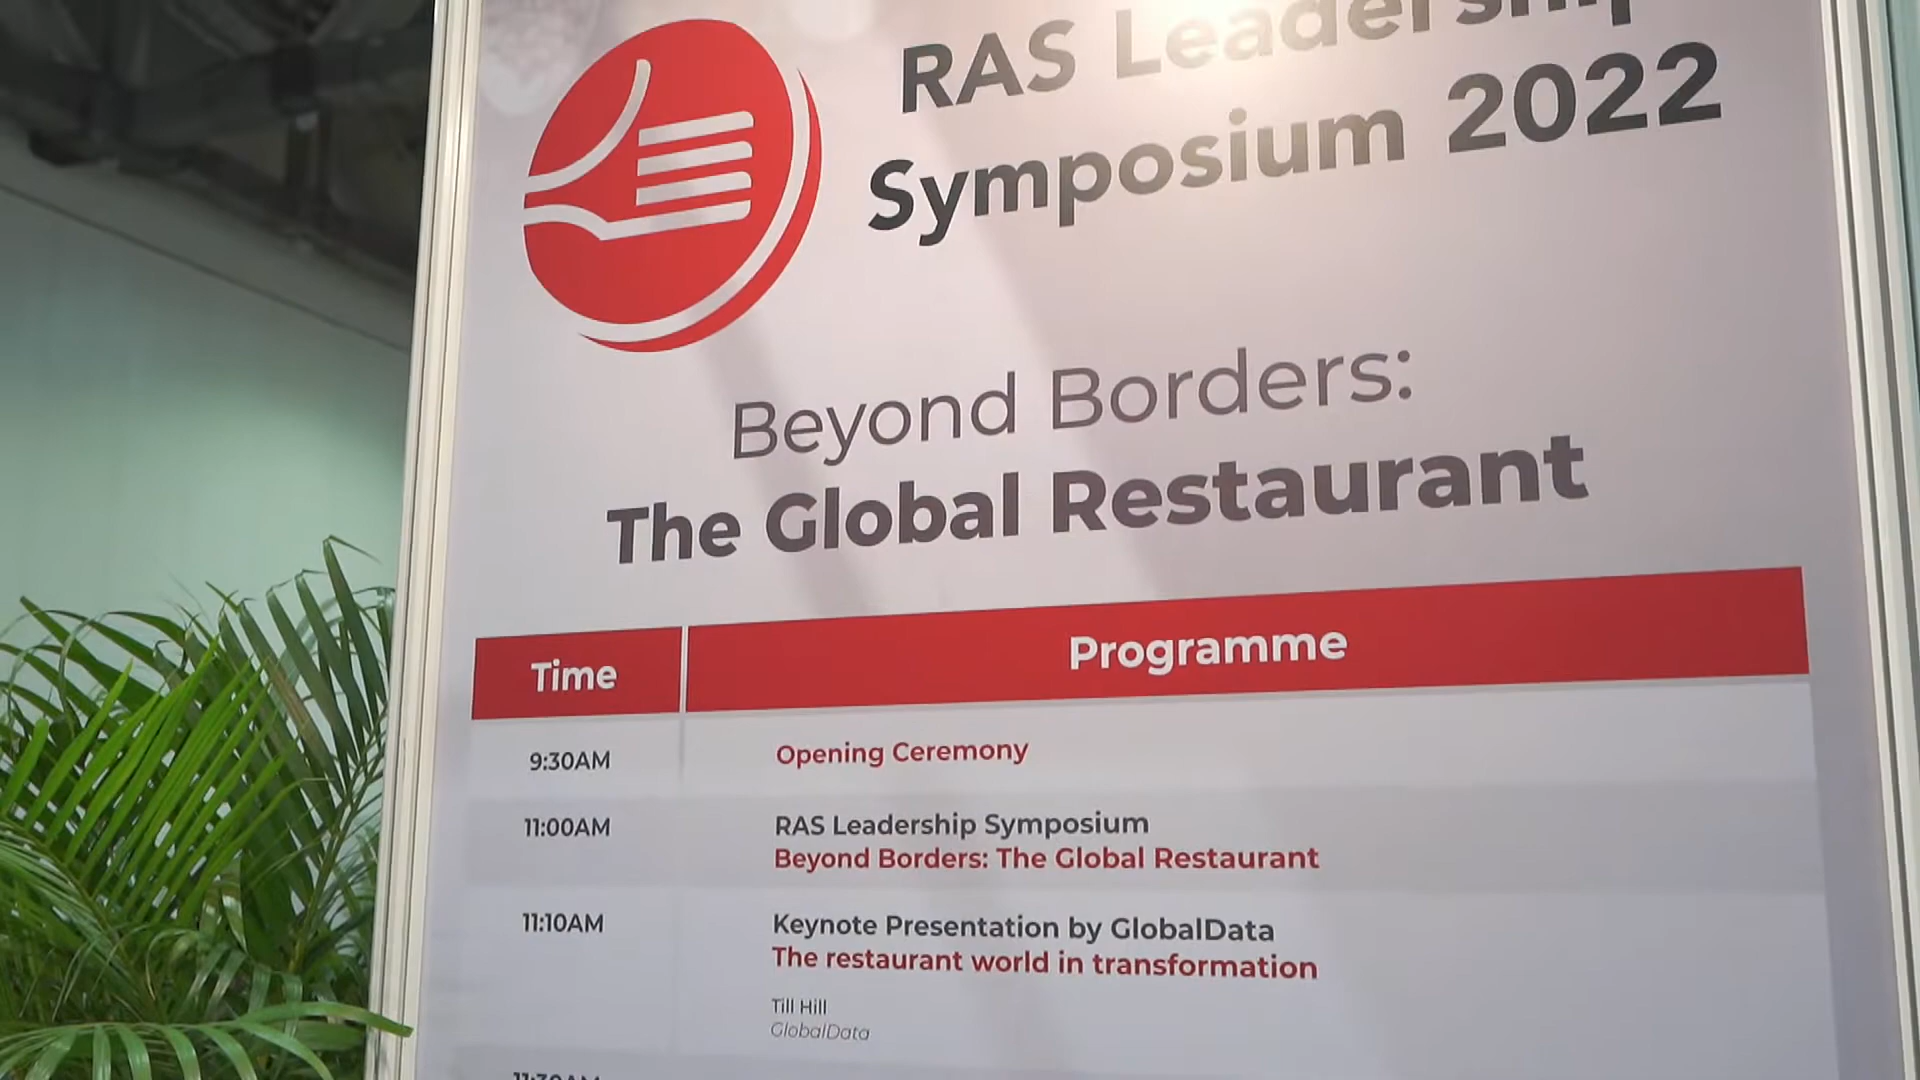 RAS Leadership
Symposium 2022
Beyond Borders:
The Global Restaurant
Time
Programme
9:30AM
Opening Ceremony
11:00AM
RAS Leadership Symposium
Beyond Borders: The Global Restaurant
11:10AM
Keynote Presentation by GlobalData
The restaurant world in transformation
Till Hill
GlobalData
11:30AM